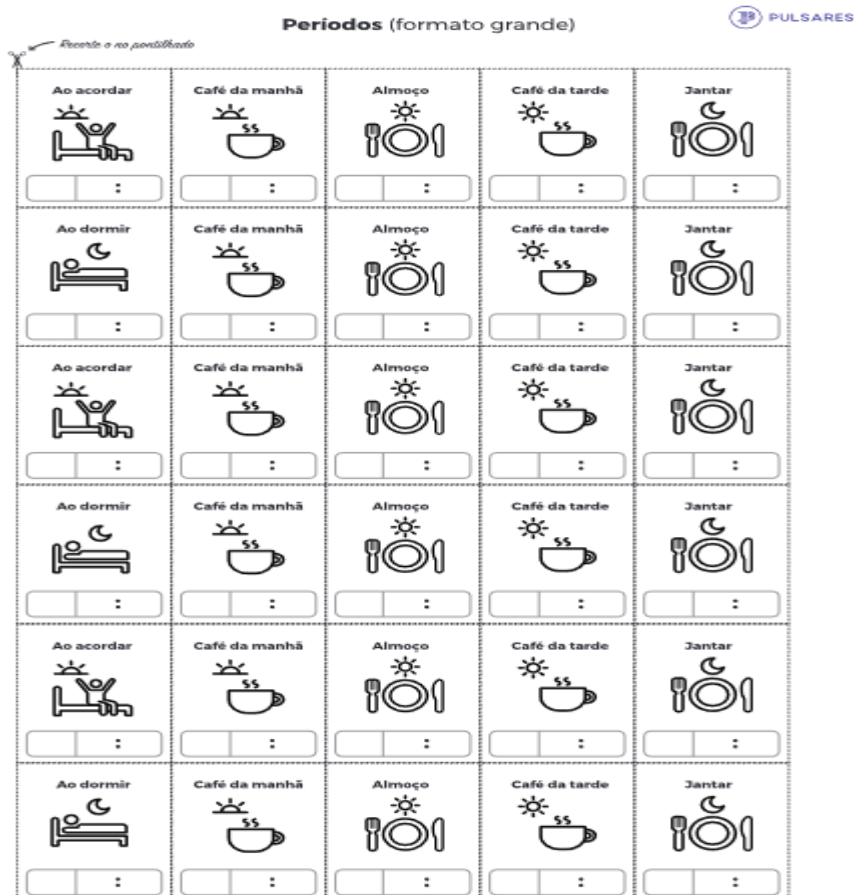 Períodos (formato grande)
PULSARES
Recorte o no pontilhado
Ao acordar Café da manhã Almoço Café da tarde Jantar
: : : : :
Ao dormir Café da manhã Almoço Café da tarde Jantar
: : : : :
Ao acordar Café da manhã Almoço Café da tarde Jantar
: : : : :
Ao dormir Café da manhã Almoço Café da tarde Jantar
: : : : :
Ao acordar Café da manhã Almoço Café da tarde Jantar
: : : : :
Ao dormir Café da manhã Almoço Café da tarde Jantar
: : : : :